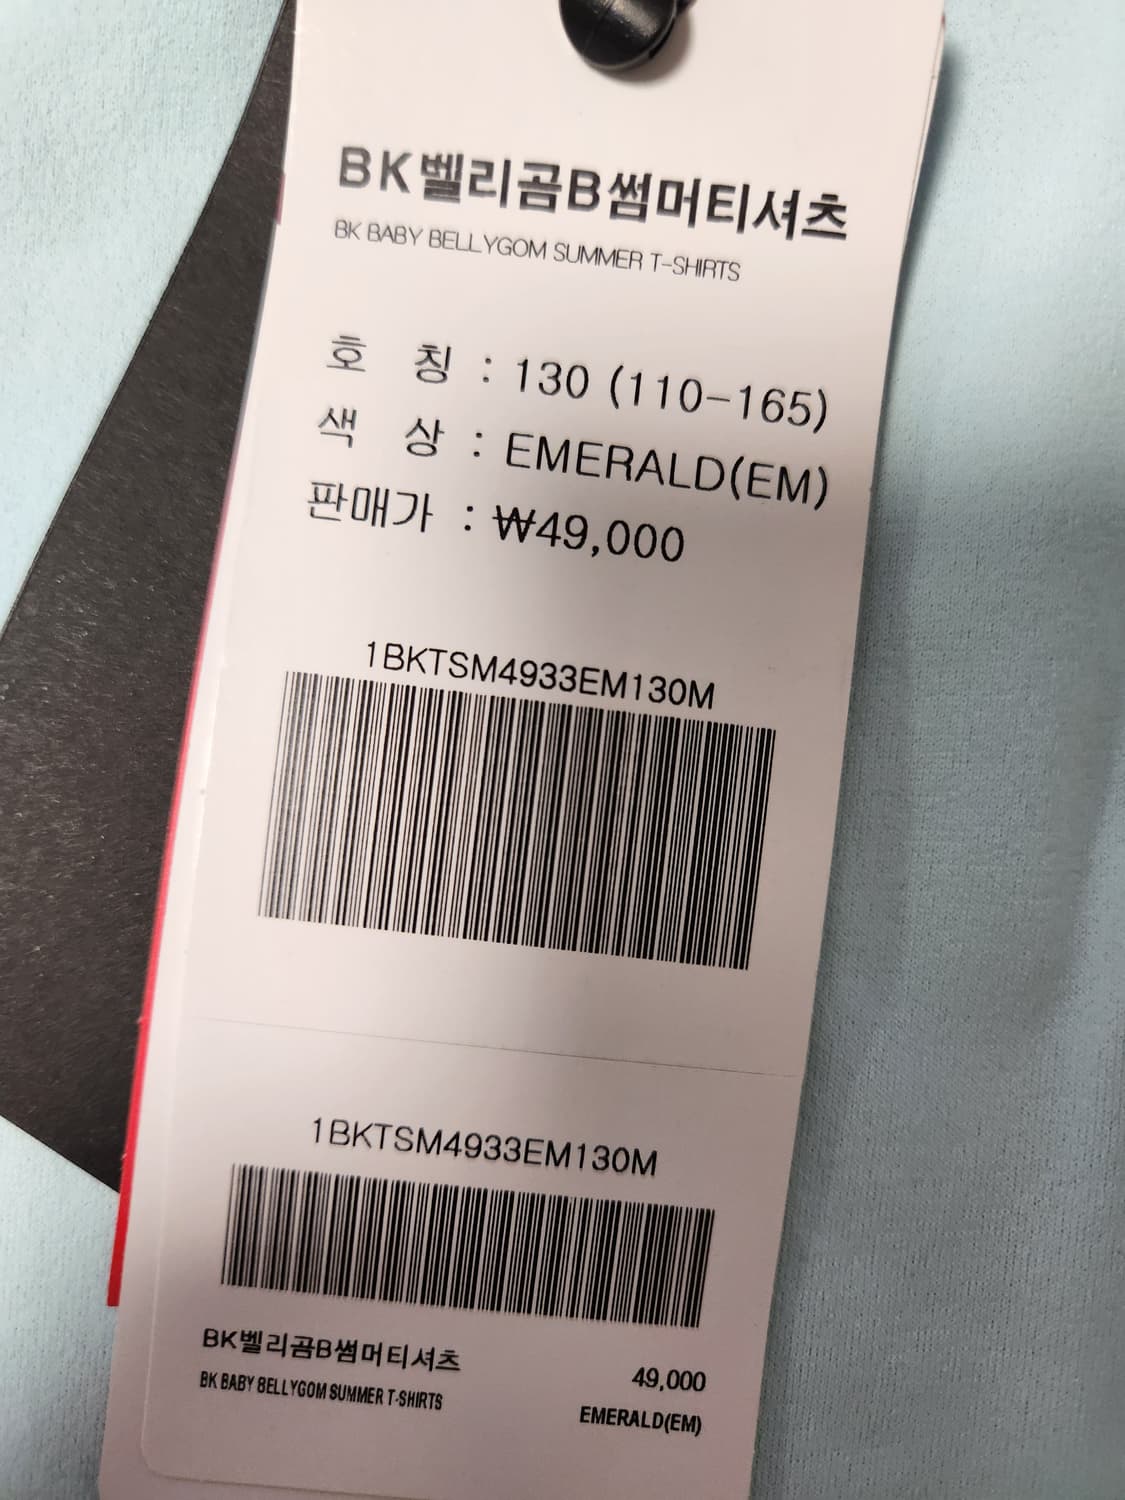 BK벨리곰B썸머티셔츠
BK BABY BELLYGOM SUMMER T-SHIRTS
호 칭 : 130 (110-165)
색 상 : EMERALD(EM)
판매가 : ₩49,000
1BKTSM4933EM130M
1BKTSM4933EM130M
BK벨리곰B썸머티셔츠
BK BABY BELLYGOM SUMMER T-SHIRTS
49,000
EMERALD(EM)